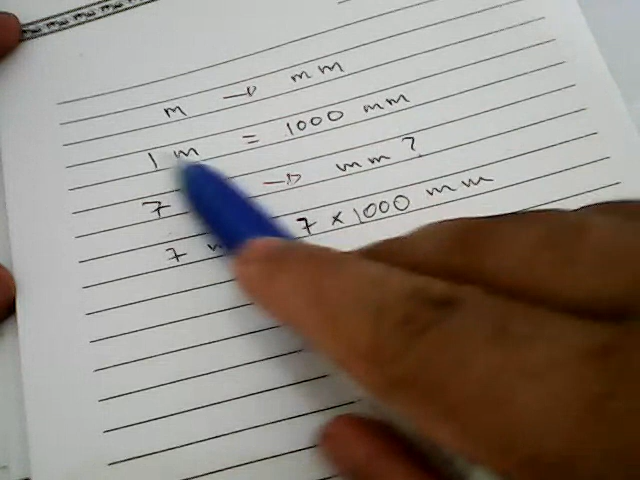 m → mm
1 m = 1000 mm
7 → mm ?
7 7 × 1000 mm